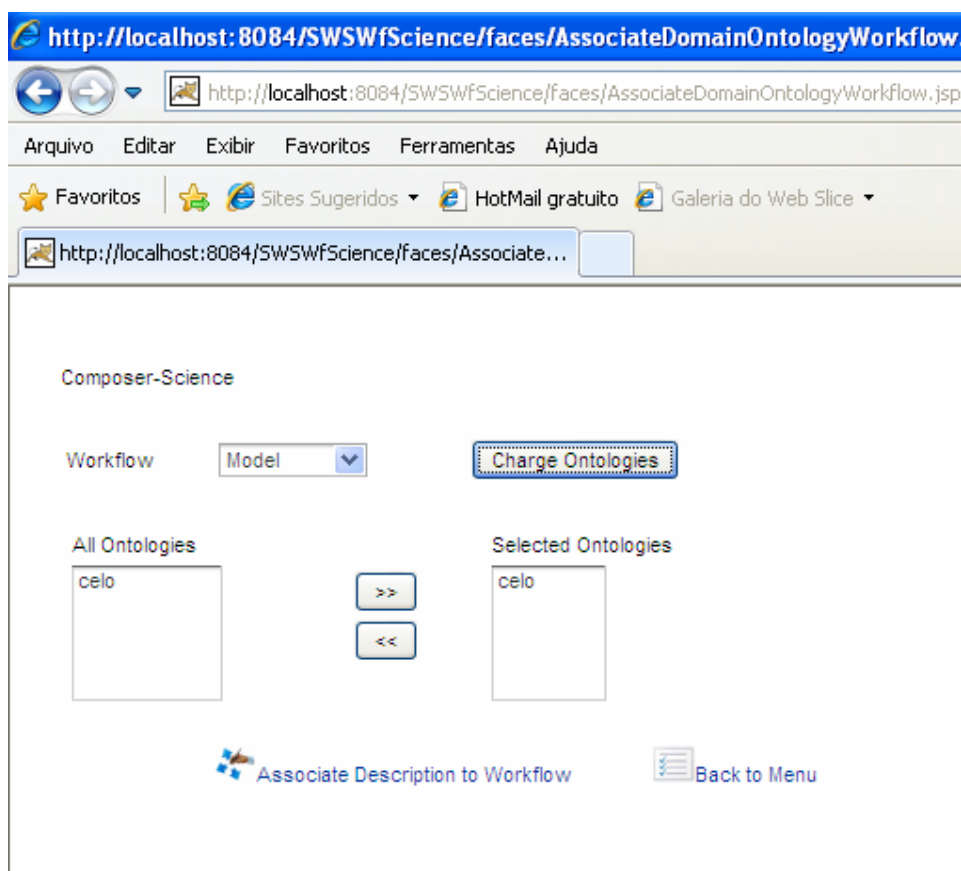 http://localhost:8084/SWSWfScience/faces/AssociateDomainOntologyWorkflow.
http://localhost:8084/SWSWfScience/faces/AssociateDomainOntologyWorkflow.jsp
Arquivo Editar Exibir Favoritos Ferramentas Ajuda
Favoritos Sites Sugeridos HotMail gratuito Galeria do Web Slice
http://localhost:8084/SWSWfScience/faces/Associate...
Composer-Science
Workflow Model Charge Ontologies
All Ontologies Selected Ontologies
celo >> celo
<<
Associate Description to Workflow Back to Menu